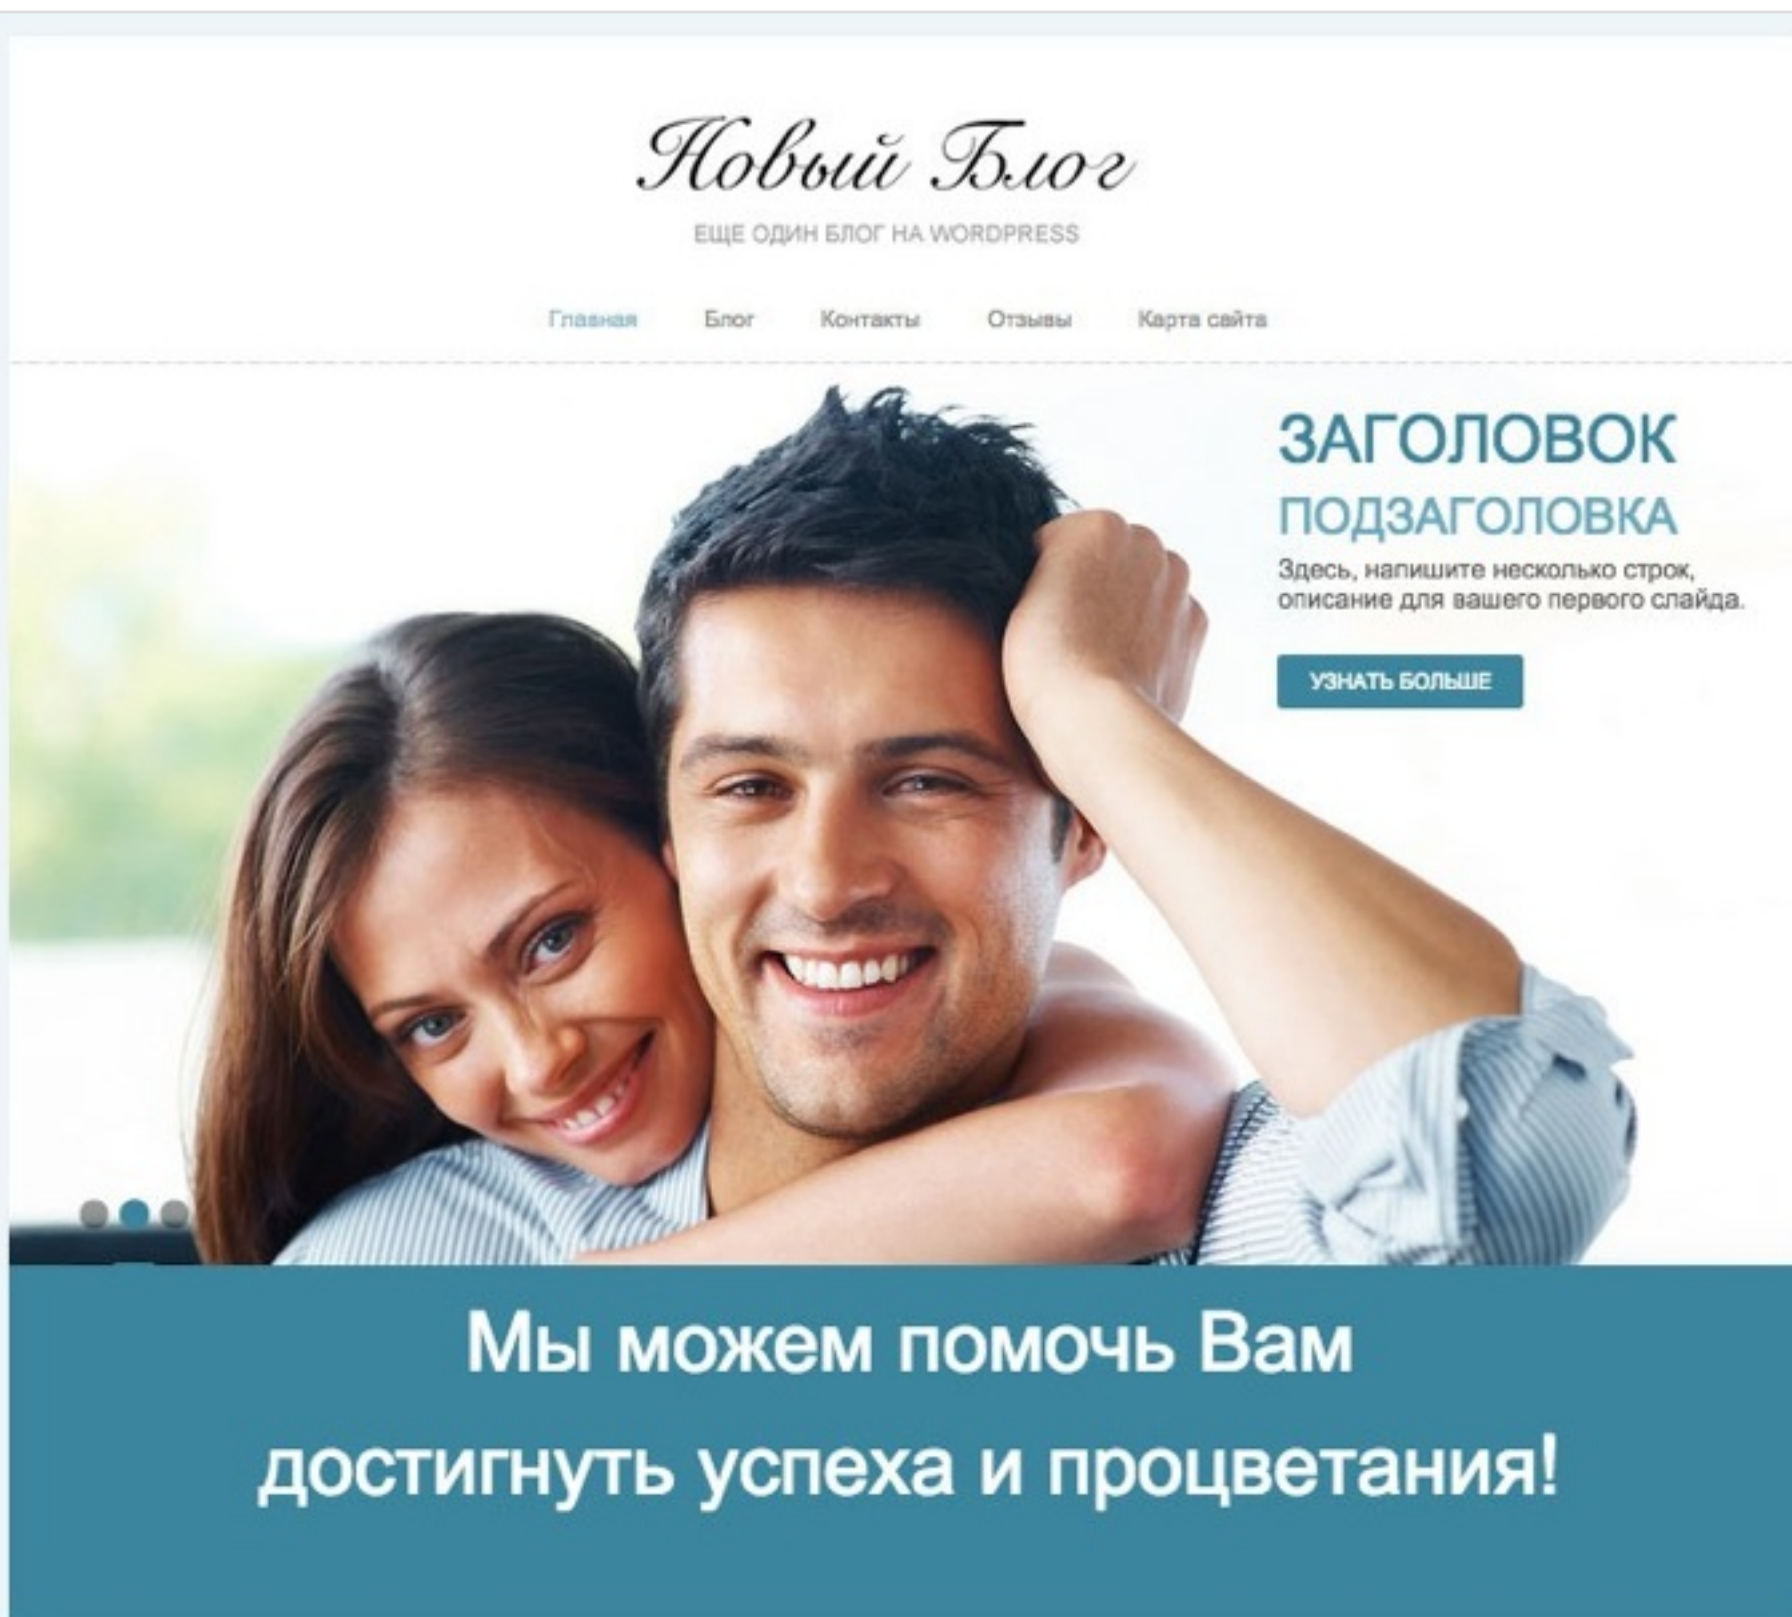 Новый Блог
ЕЩЕ ОДИН БЛОГ НА WORDPRESS
Главная Блог Контакты Отзывы Карта сайта
ЗАГОЛОВОК
ПОДЗАГОЛОВКА
Здесь, напишите несколько строк,
описание для вашего первого слайда.
УЗНАТЬ БОЛЬШЕ
Мы можем помочь Вам
достигнуть успеха и процветания!